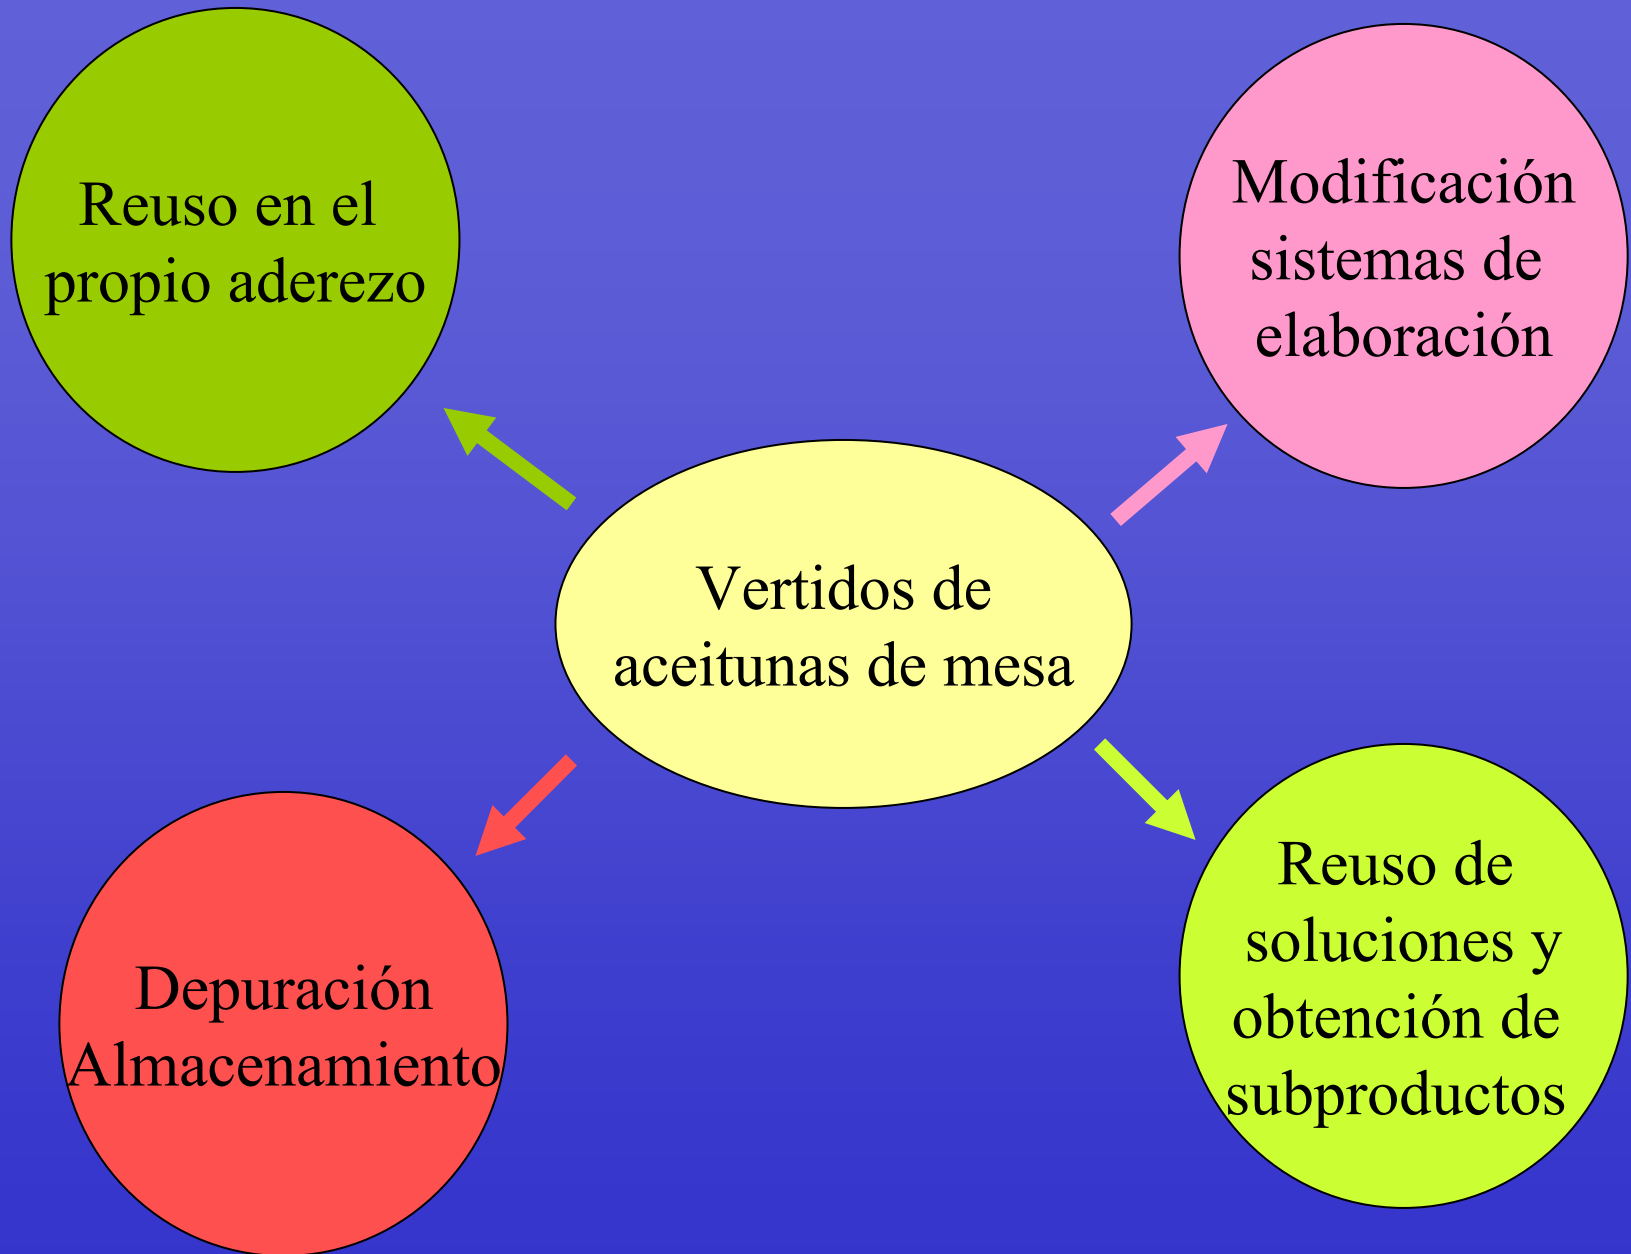 Reuso en el
propio aderezo
Modificación
sistemas de
elaboración
Vertidos de
aceitunas de mesa
Depuración
Almacenamiento
Reuso de
soluciones y
obtención de
subproductos